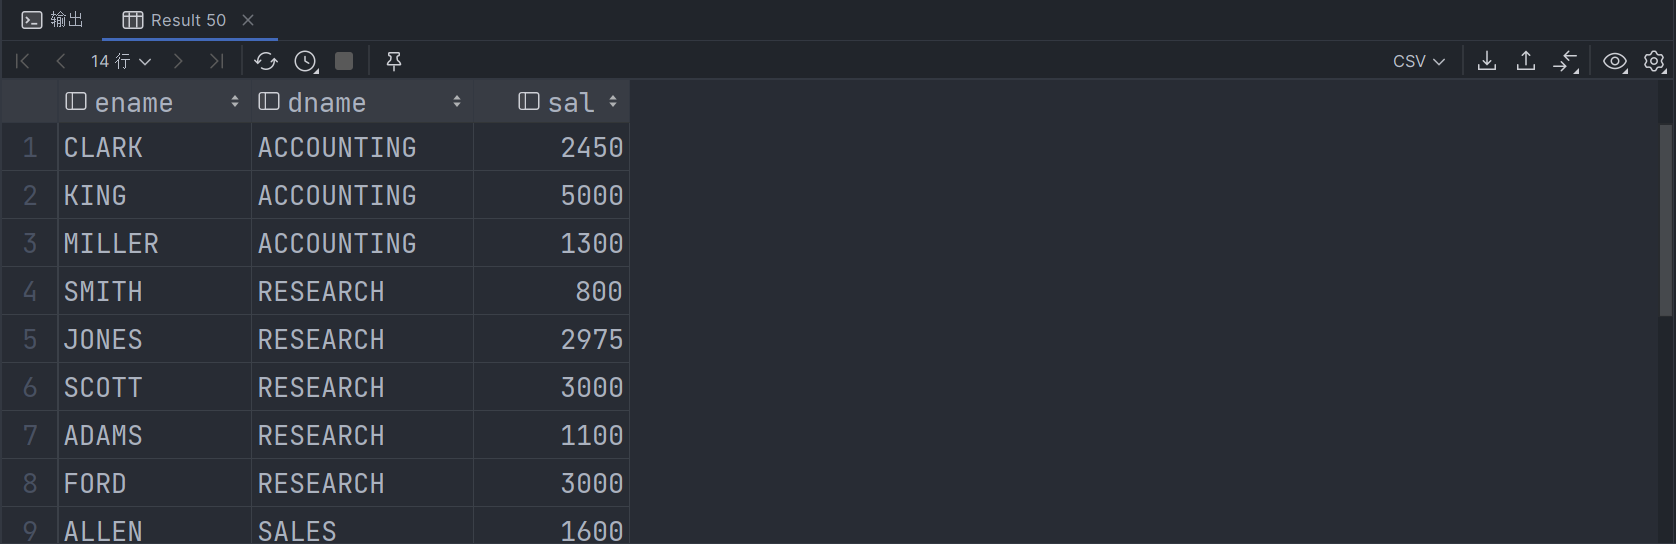 输出 Result 50
14 行 CSV
ename dname sal
1 CLARK ACCOUNTING 2450
2 KING ACCOUNTING 5000
3 MILLER ACCOUNTING 1300
4 SMITH RESEARCH 800
5 JONES RESEARCH 2975
6 SCOTT RESEARCH 3000
7 ADAMS RESEARCH 1100
8 FORD RESEARCH 3000
9 ALLEN SALES 1600